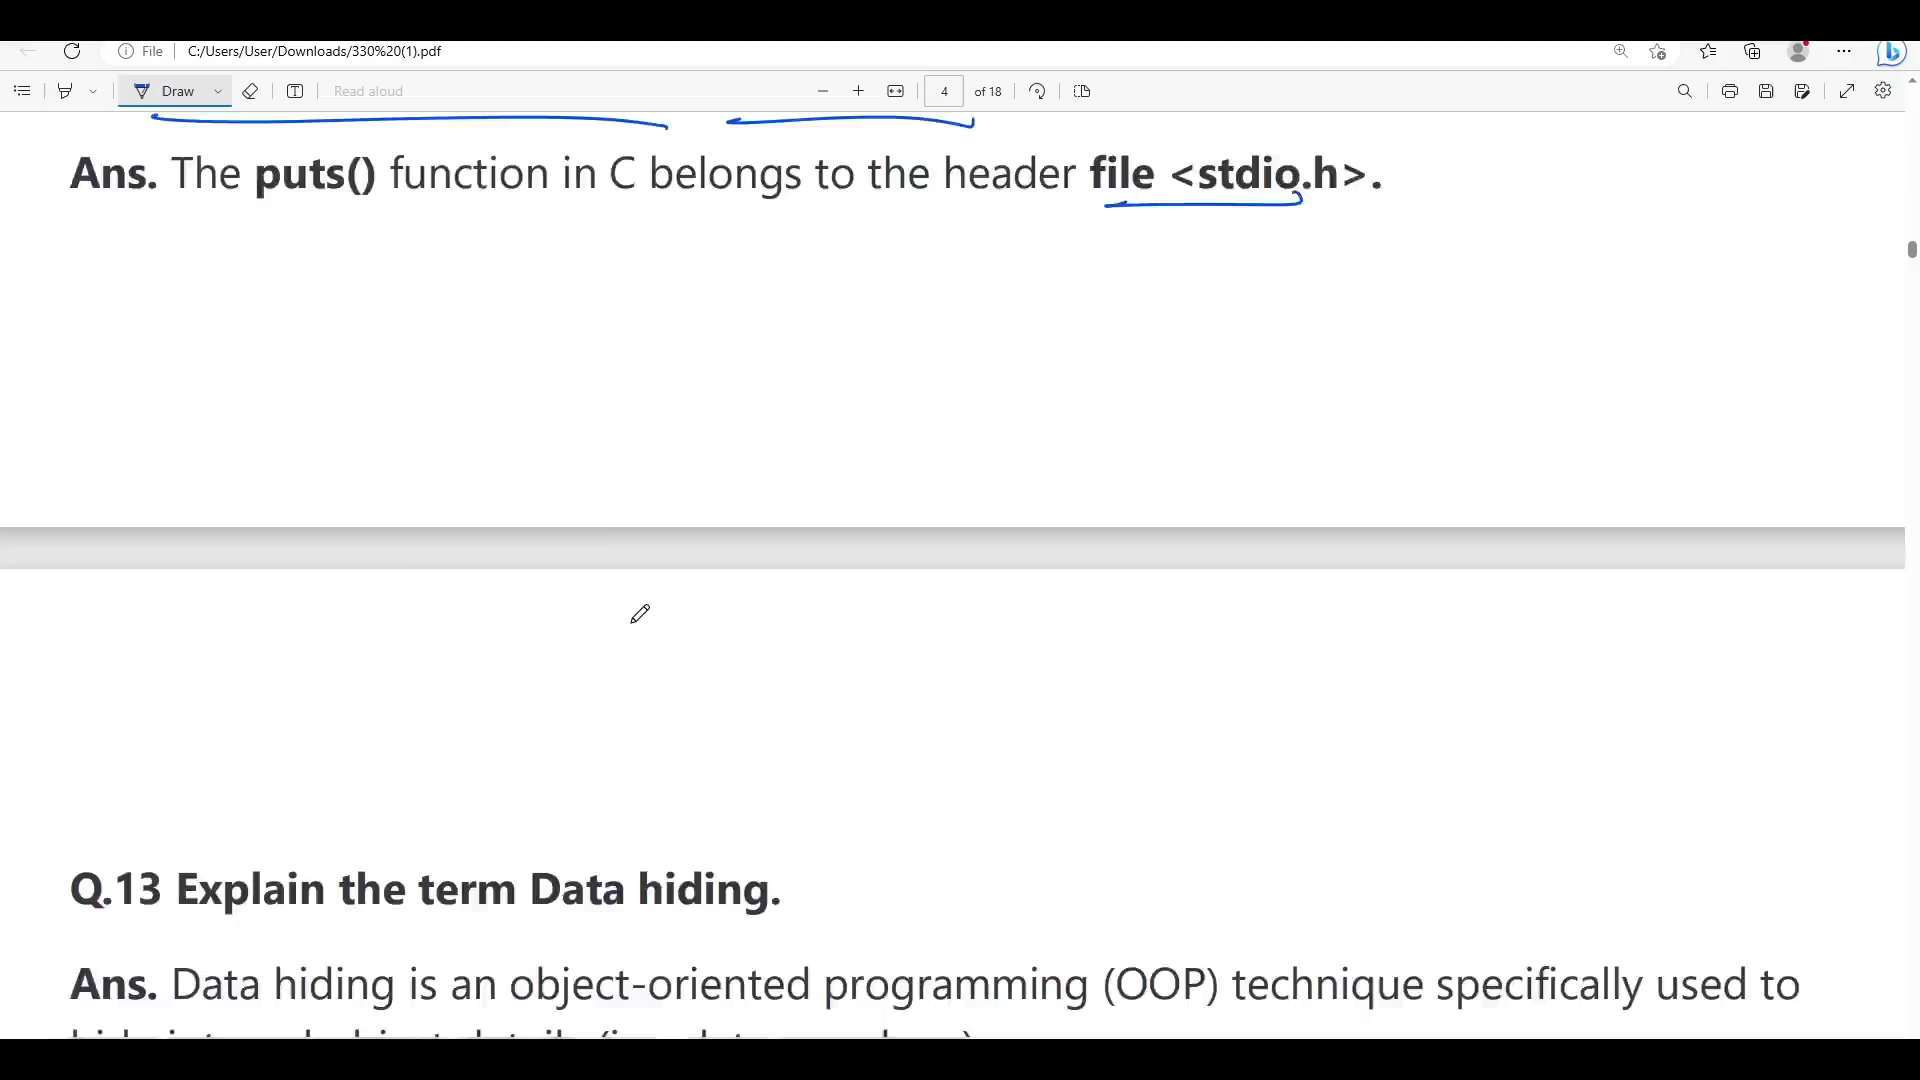 File C:/Users/User/Downloads/330%20(1).pdf
Draw Read aloud 4 of 18
Ans. The puts() function in C belongs to the header file <stdio.h>.
Q.13 Explain the term Data hiding.
Ans. Data hiding is an object-oriented programming (OOP) technique specifically used to